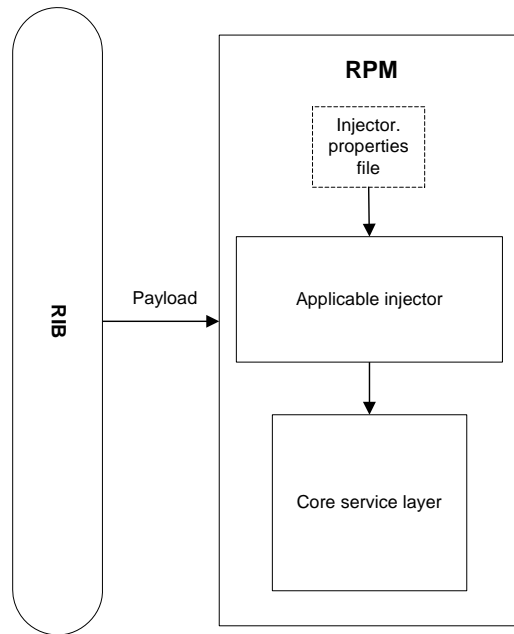 RPM
Injector.
properties
file
Applicable injector
Payload
RIB
Core service layer